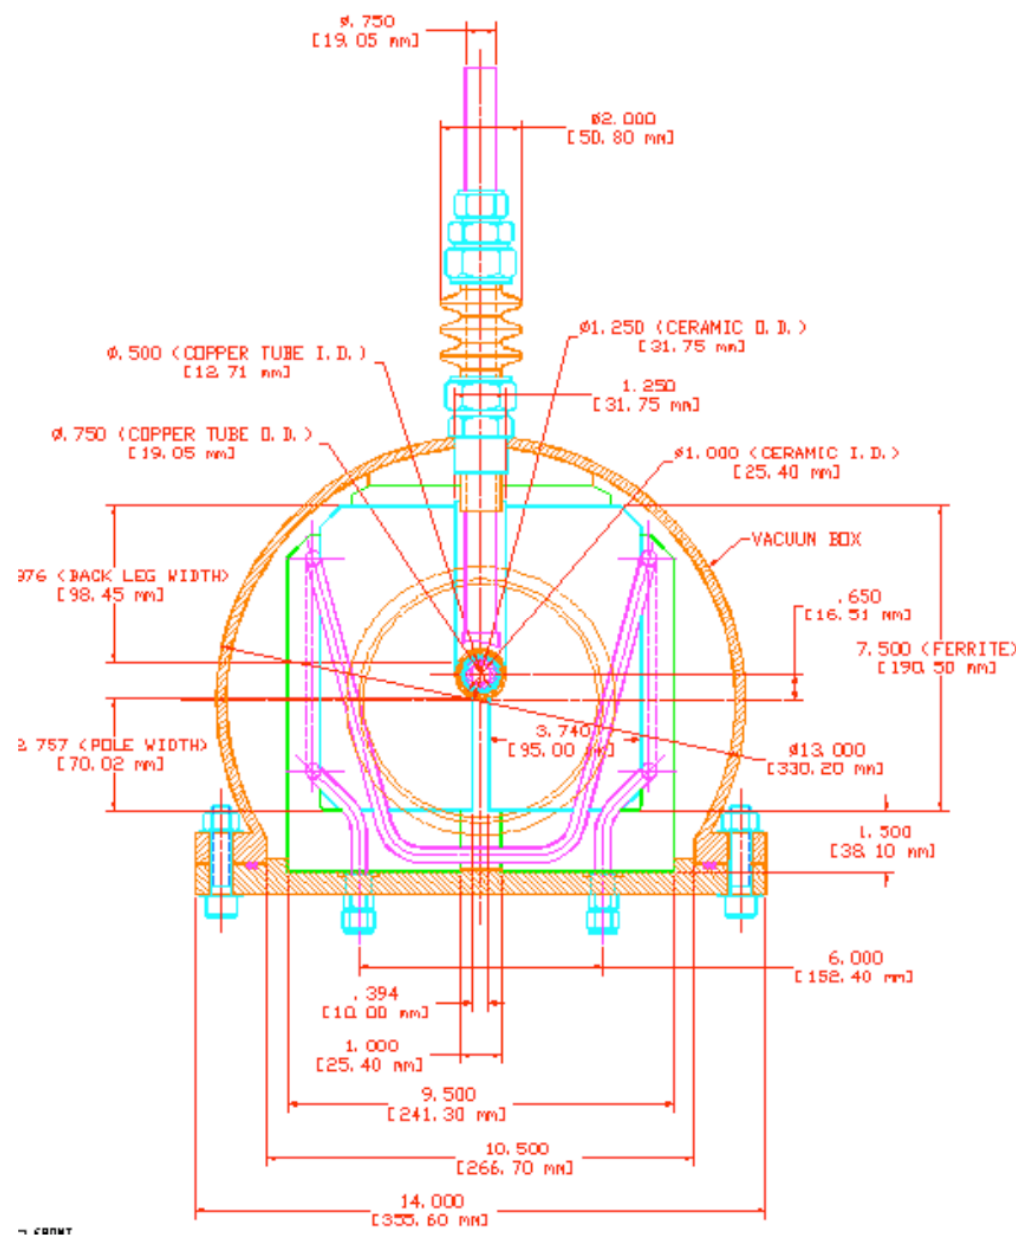 ø.750
[19.05 mm]
ø2.000
[50.80 mm]
ø1.250 (CERAMIC O.D.)
[31.75 mm]
ø.500 (COPPER TUBE I.D.)
[12.71 mm]
1.250
[31.75 mm]
ø.750 (COPPER TUBE O.D.)
[19.05 mm]
ø1.000 (CERAMIC I.D.)
[25.40 mm]
VACUUN BOX
976 (BACK LEG WIDTH)
[98.45 mm]
.650
[16.51 mm]
7.500 (FERRITE)
[190.50 mm]
2.757 (POLE WIDTH)
[70.02 mm]
3.740
[95.00 mm]
ø13.000
[330.20 mm]
1.500
[38.10 mm]
6.000
[152.40 mm]
.394
[10.00 mm]
1.000
[25.40 mm]
9.500
[241.30 mm]
10.500
[266.70 mm]
14.000
[355.60 mm]